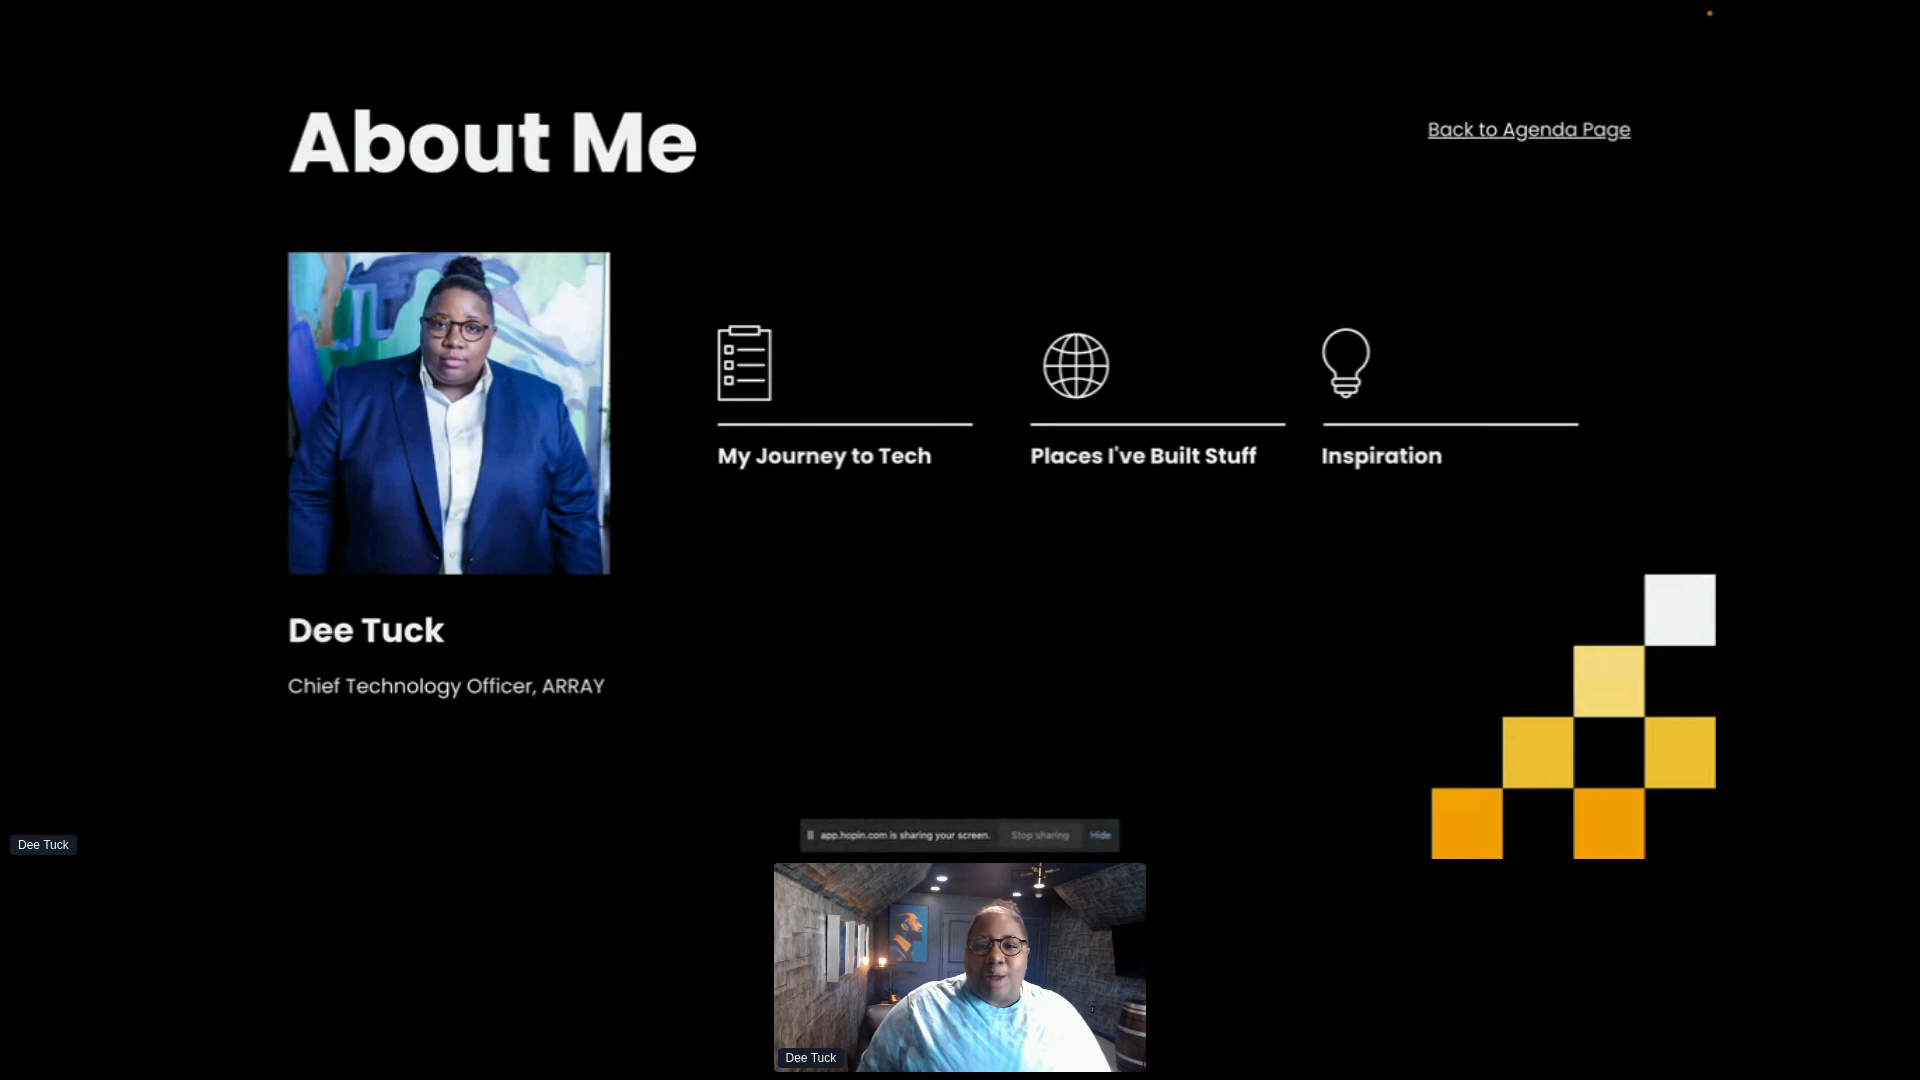 About Me
Back to Agenda Page
My Journey to Tech
Places I've Built Stuff
Inspiration
Dee Tuck
Chief Technology Officer, ARRAY
Dee Tuck
app.hopin.com is sharing your screen.
Stop sharing
Hide
Dee Tuck